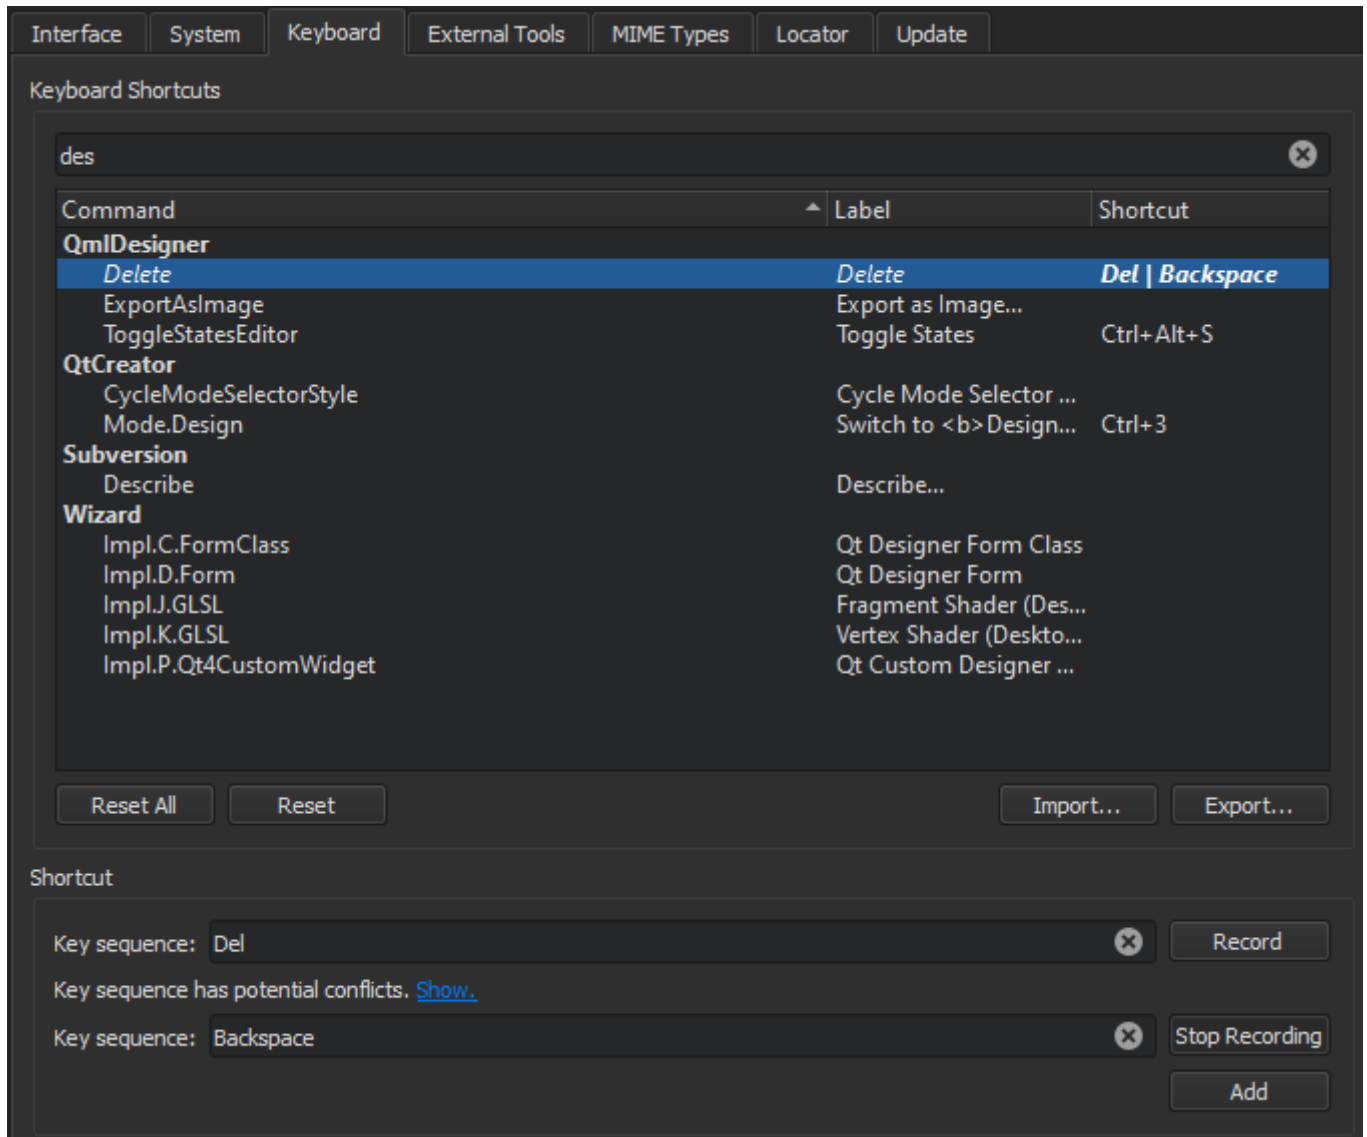 Interface System Keyboard External Tools MIME Types Locator Update
Keyboard Shortcuts
des
Command Label Shortcut
QmlDesigner
Delete Delete Del | Backspace
ExportAsImage Export as Image...
ToggleStatesEditor Toggle States Ctrl+Alt+S
QtCreator
CycleModeSelectorStyle Cycle Mode Selector ...
Mode.Design Switch to <b>Design... Ctrl+3
Subversion
Describe Describe...
Wizard
Impl.C.FormClass Qt Designer Form Class
Impl.D.Form Qt Designer Form
Impl.J.GLSL Fragment Shader (Des...
Impl.K.GLSL Vertex Shader (Deskto...
Impl.P.Qt4CustomWidget Qt Custom Designer ...
Reset All Reset Import... Export...
Shortcut
Key sequence: Del Record
Key sequence has potential conflicts. Show.
Key sequence: Backspace Stop Recording
Add